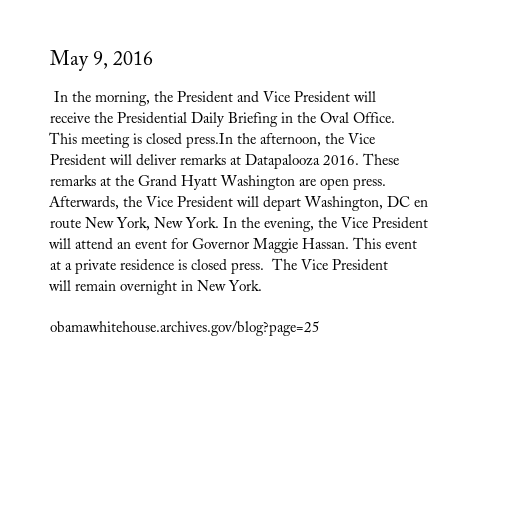 May 9, 2016
In the morning, the President and Vice President will
receive the Presidential Daily Briefing in the Oval Office.
This meeting is closed press.In the afternoon, the Vice
President will deliver remarks at Datapalooza 2016. These
remarks at the Grand Hyatt Washington are open press.
Afterwards, the Vice President will depart Washington, DC en
route New York, New York. In the evening, the Vice President
will attend an event for Governor Maggie Hassan. This event
at a private residence is closed press.  The Vice President
will remain overnight in New York.
obamawhitehouse.archives.gov/blog?page=25